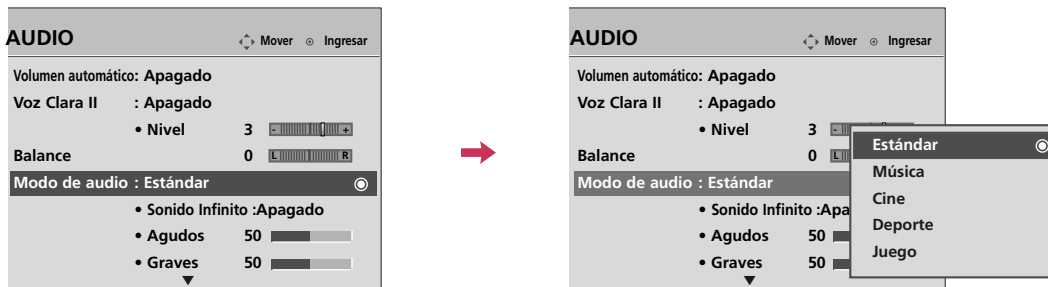 AUDIO Mover Ingresar
Volumen automático: Apagado
Voz Clara II : Apagado
• Nivel 3 - +
Balance 0 L R
Modo de audio : Estándar
• Sonido Infinito :Apagado
• Agudos 50
• Graves 50
AUDIO Mover Ingresar
Volumen automático: Apagado
Voz Clara II : Apagado
• Nivel 3 -
Balance 0 L
Modo de audio : Estándar
• Sonido Infinito :Apa
• Agudos 50
• Graves 50
Estándar
Música
Cine
Deporte
Juego